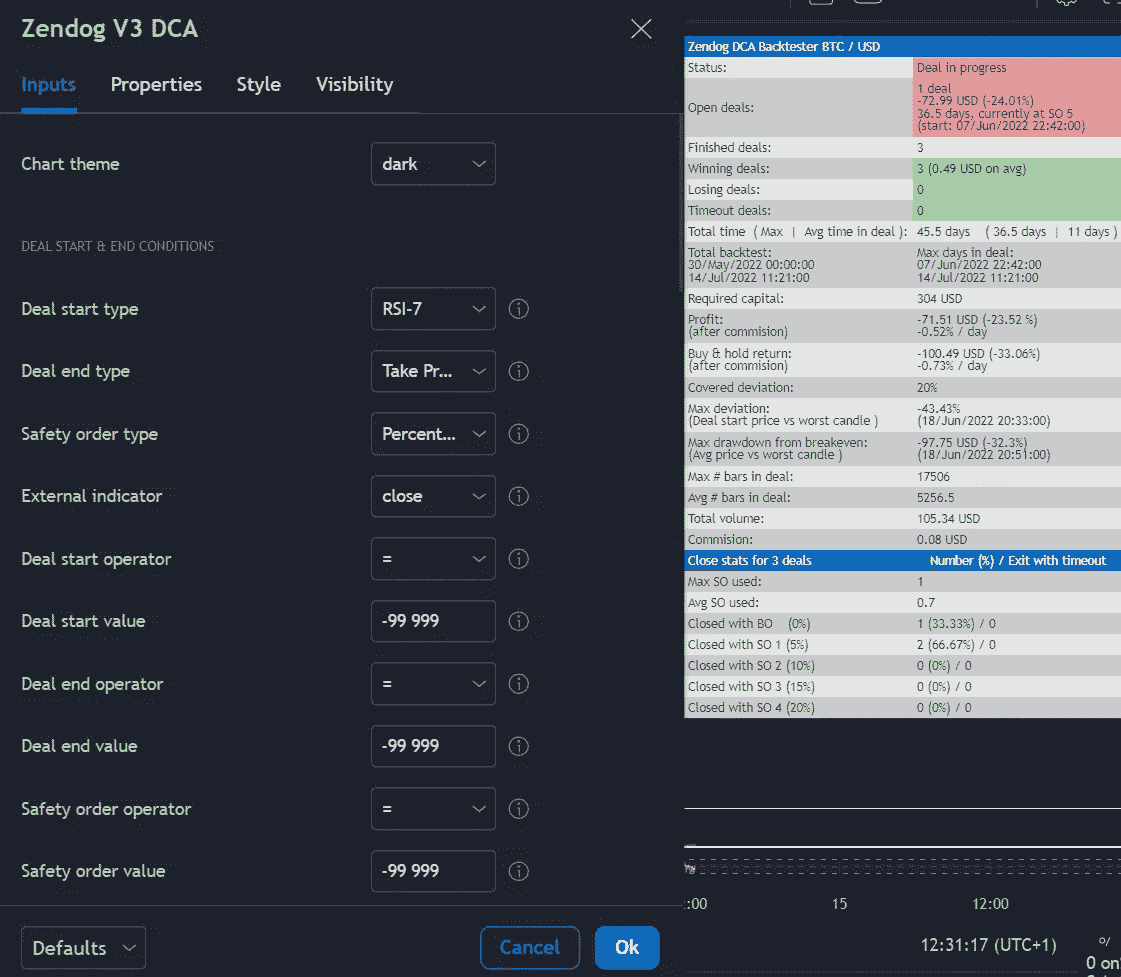 Zendog V3 DCA
Inputs Properties Style Visibility
Chart theme dark
DEAL START & END CONDITIONS
Deal start type RSI-7
Deal end type Take Pr...
Safety order type Percent...
External indicator close
Deal start operator =
Deal start value -99 999
Deal end operator =
Deal end value -99 999
Safety order operator =
Safety order value -99 999
Defaults Cancel Ok
Zendog DCA Backtester BTC / USD
Status: Deal in progress
Open deals: 1 deal
-72.99 USD (-24.01%)
36.5 days, currently at SO 5
(start: 07/Jun/2022 22:42:00)
Finished deals: 3
Winning deals: 3 (0.49 USD on avg)
Losing deals: 0
Timeout deals: 0
Total time ( Max | Avg time in deal ): 45.5 days ( 36.5 days | 11 days )
Total backtest: Max days in deal:
30/May/2022 00:00:00 07/Jun/2022 22:42:00
14/Jul/2022 11:21:00 14/Jul/2022 11:21:00
Required capital: 304 USD
Profit: -71.51 USD (-23.52 %)
(after commision) -0.52% / day
Buy & hold return: -100.49 USD (-33.06%)
(after commision) -0.73% / day
Covered deviation: 20%
Max deviation: -43.43%
(Deal start price vs worst candle ) (18/Jun/2022 20:33:00)
Max drawdown from breakeven: -97.75 USD (-32.3%)
(Avg price vs worst candle ) (18/Jun/2022 20:51:00)
Max # bars in deal: 17506
Avg # bars in deal: 5256.5
Total volume: 105.34 USD
Commision: 0.08 USD
Close stats for 3 deals Number (%) / Exit with timeout
Max SO used: 1
Avg SO used: 0.7
Closed with BO (0%) 1 (33.33%) / 0
Closed with SO 1 (5%) 2 (66.67%) / 0
Closed with SO 2 (10%) 0 (0%) / 0
Closed with SO 3 (15%) 0 (0%) / 0
Closed with SO 4 (20%) 0 (0%) / 0
:00 15 12:00
12:31:17 (UTC+1) %
0 on